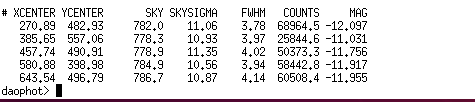 # XCENTER YCENTER SKY SKYSIGMA FWHM COUNTS MAG
270.89 482.93 782.0 11.06 3.78 68964.5 -12.097
385.65 557.06 778.3 10.93 3.97 25844.6 -11.031
457.74 490.91 778.9 11.35 4.02 50373.3 -11.756
580.88 398.98 784.9 10.56 3.94 58442.8 -11.917
643.54 496.79 786.7 10.87 4.14 60508.4 -11.955
daophot>